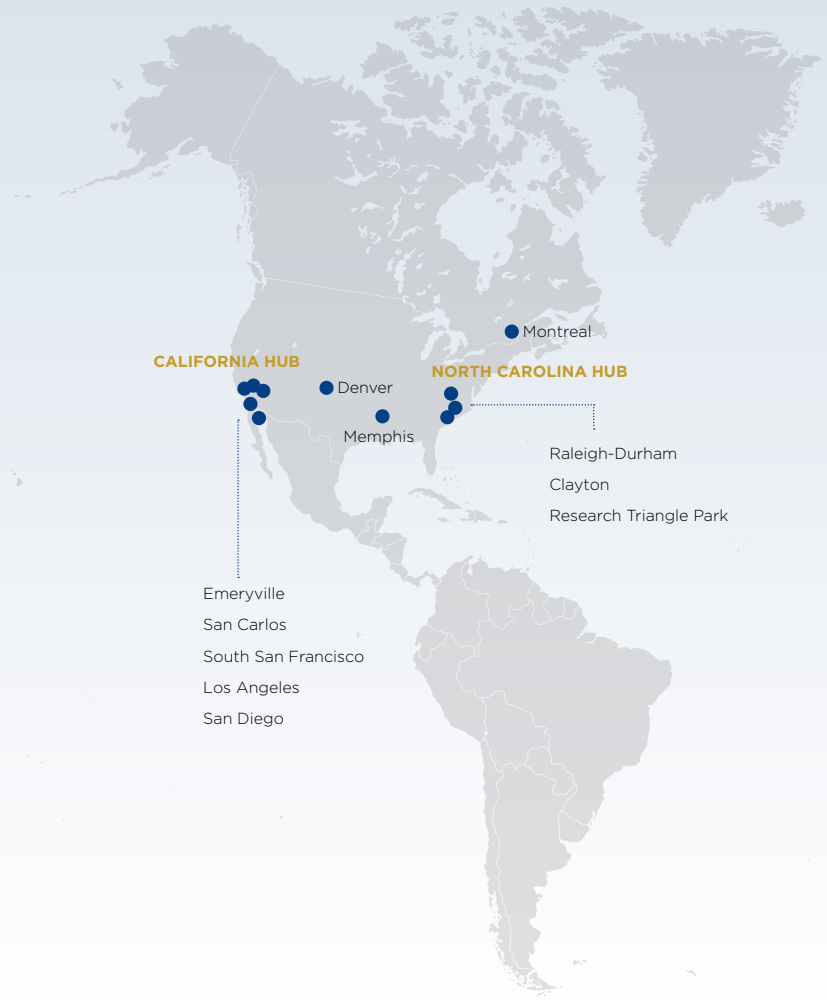 Montreal
CALIFORNIA HUB
NORTH CAROLINA HUB
Denver
Memphis
Raleigh-Durham
Clayton
Research Triangle Park
Emeryville
San Carlos
South San Francisco
Los Angeles
San Diego